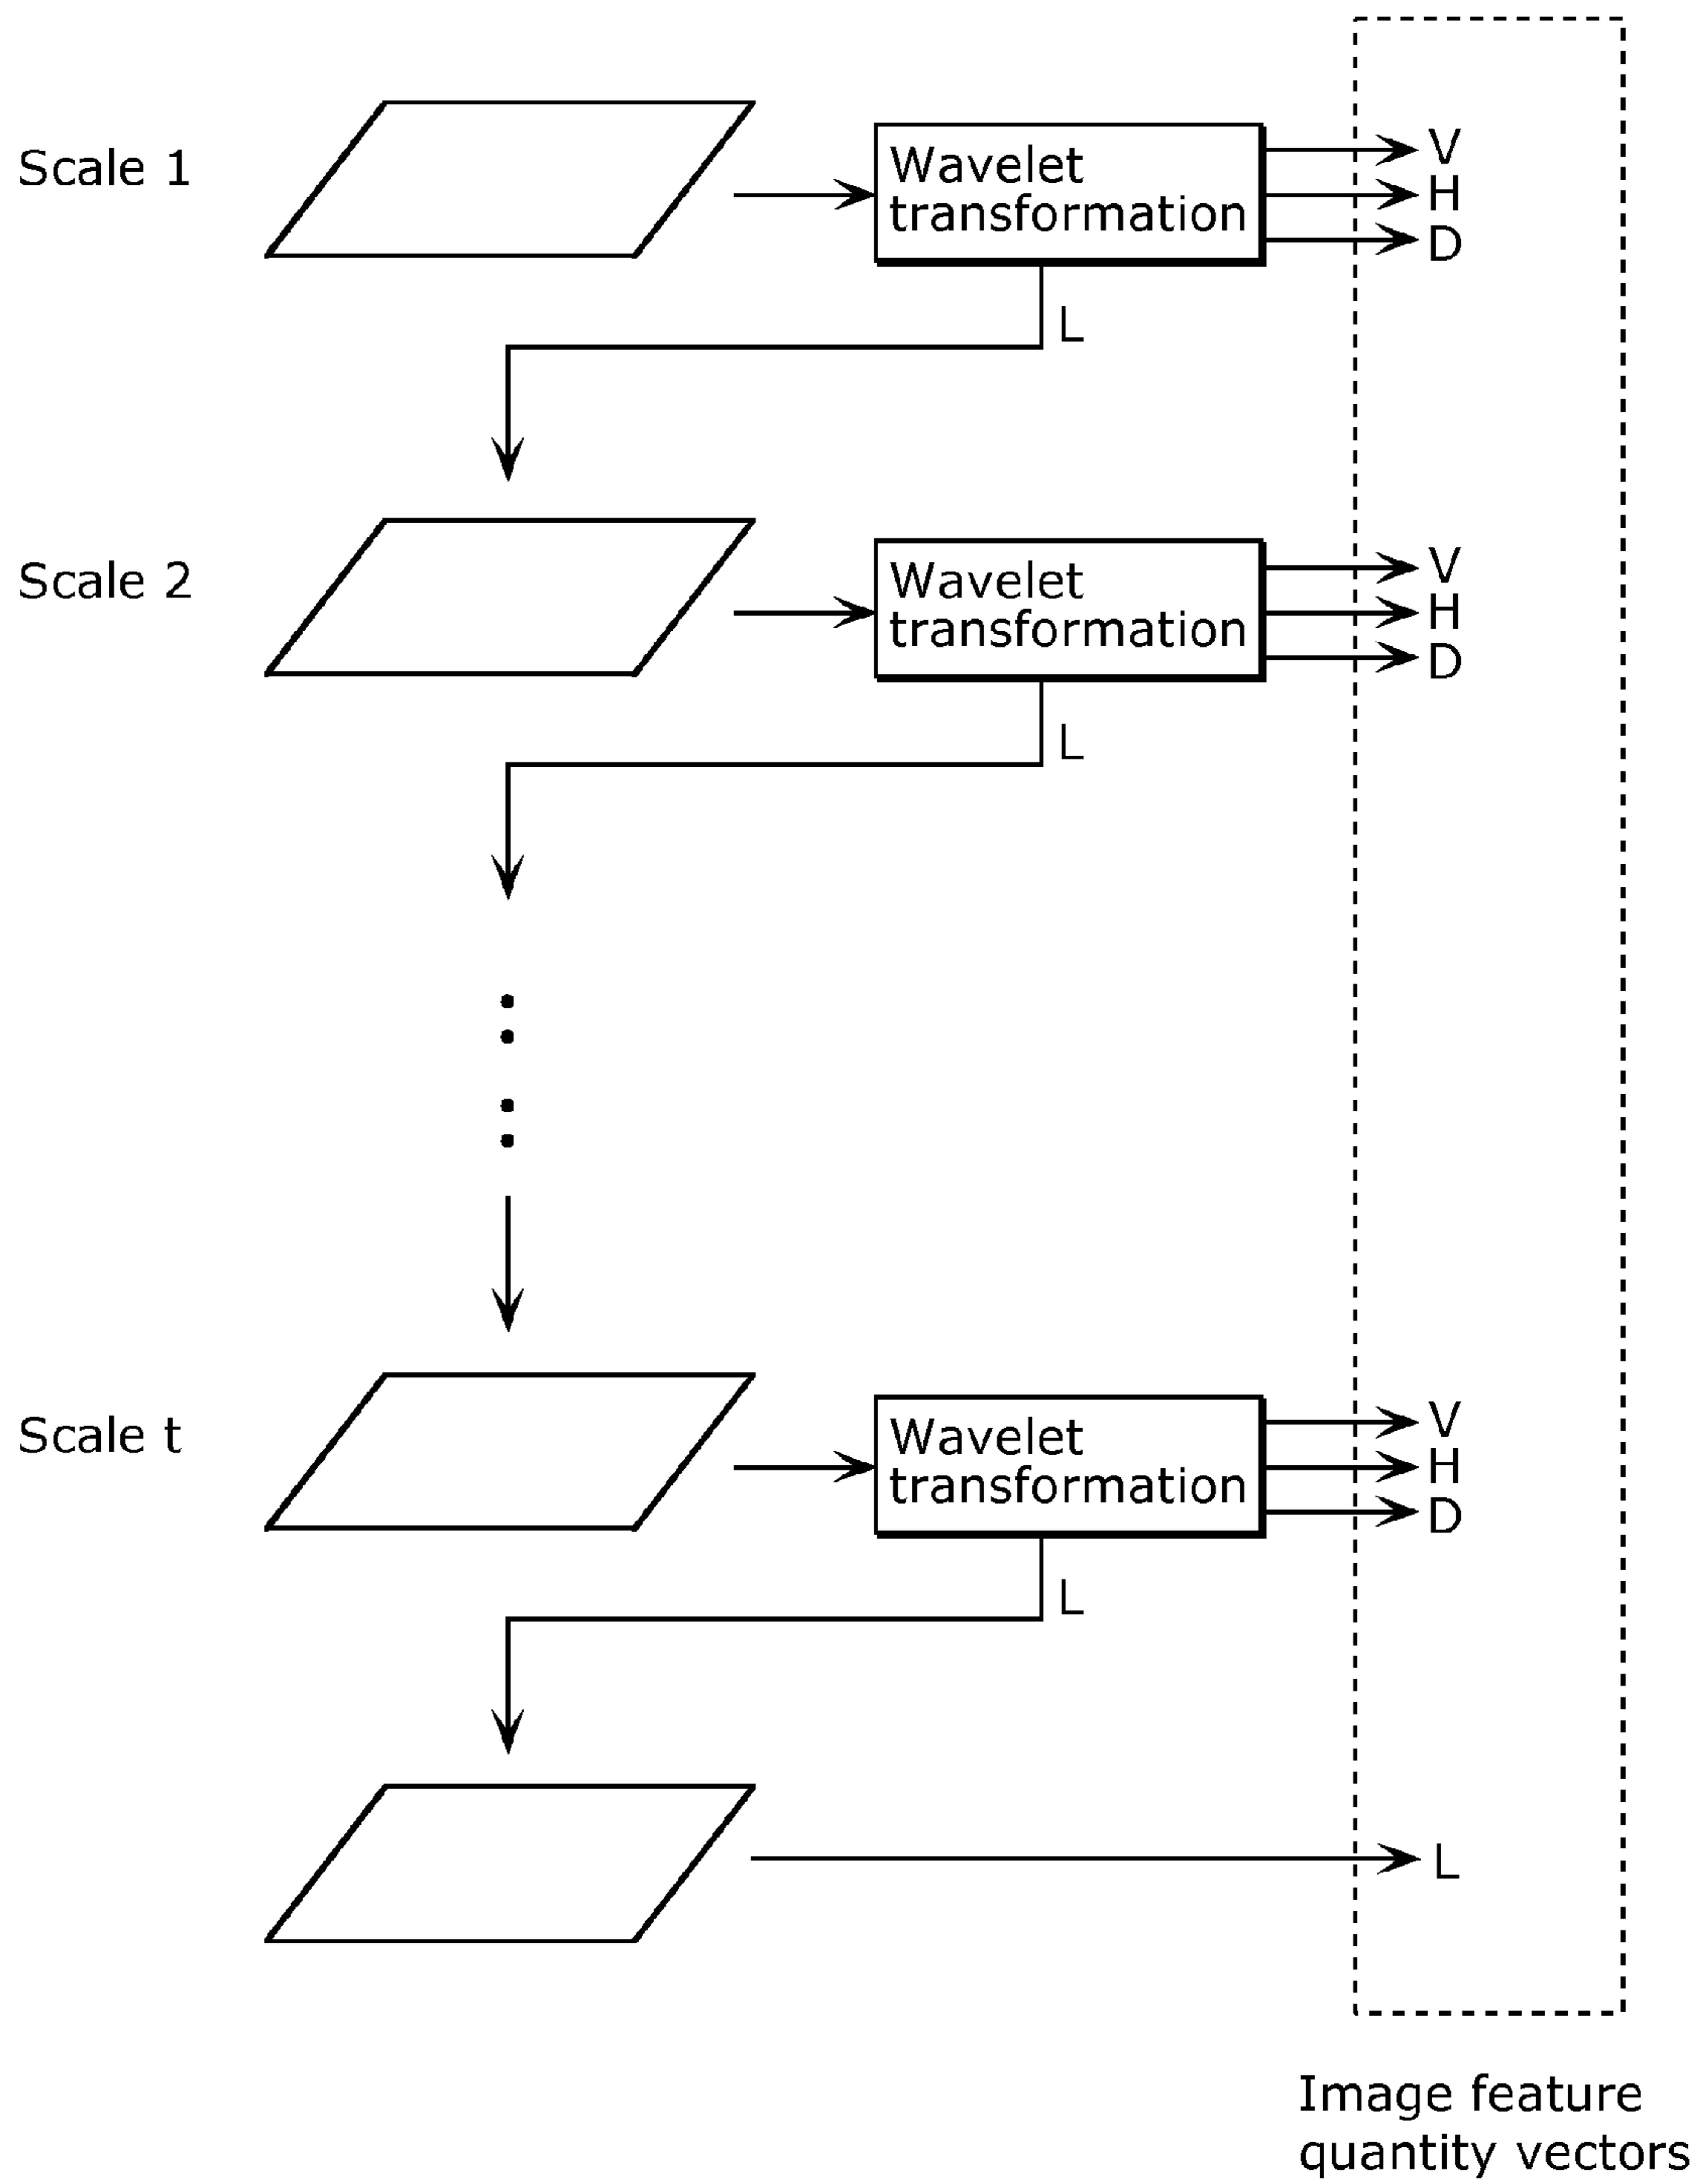 Scale 1
Wavelet
transformation
V
H
D
L
Scale 2
Wavelet
transformation
V
H
D
L
Scale t
Wavelet
transformation
V
H
D
L
L
Image feature
quantity vectors